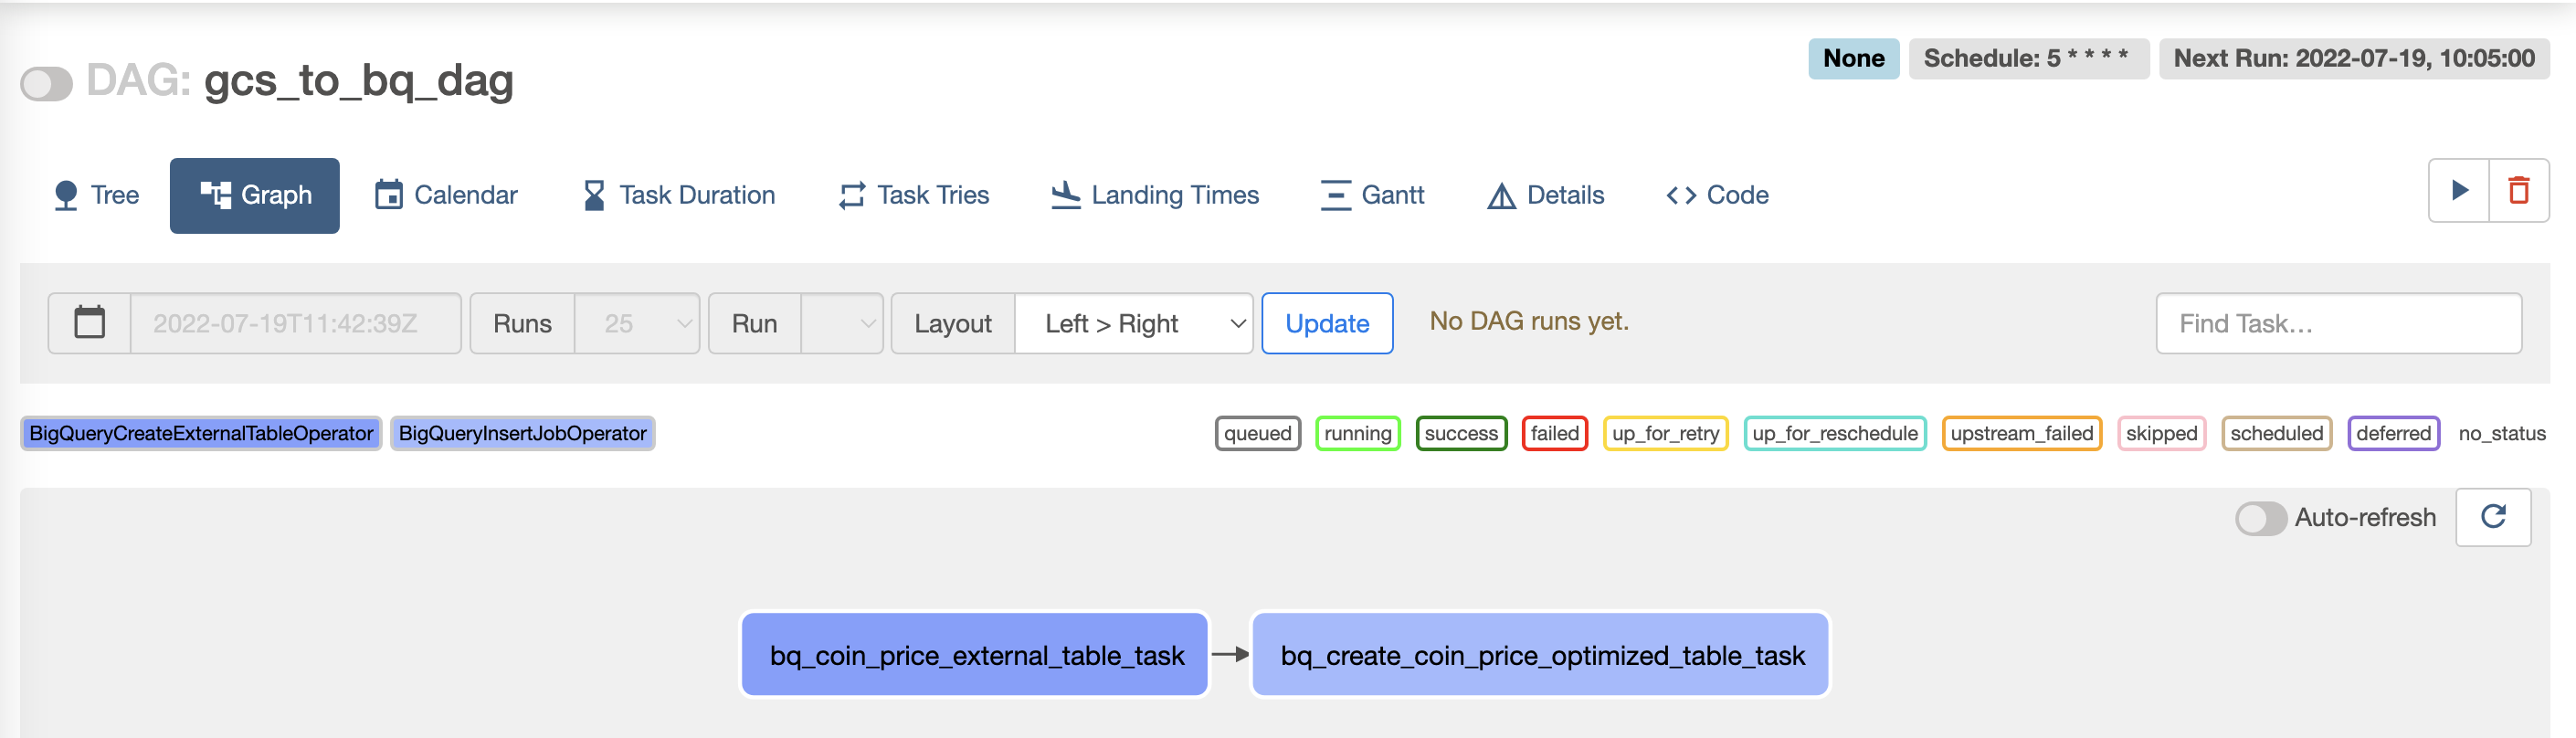 DAG: gcs_to_bq_dag
None Schedule: 5 * * * * Next Run: 2022-07-19, 10:05:00
Tree Graph Calendar Task Duration Task Tries Landing Times Gantt Details Code
2022-07-19T11:42:39Z Runs 25 Run Layout Left > Right Update No DAG runs yet. Find Task...
BigQueryCreateExternalTableOperator BigQueryInsertJobOperator queued running success failed up_for_retry up_for_reschedule upstream_failed skipped scheduled deferred no_status
Auto-refresh
bq_coin_price_external_table_task bq_create_coin_price_optimized_table_task